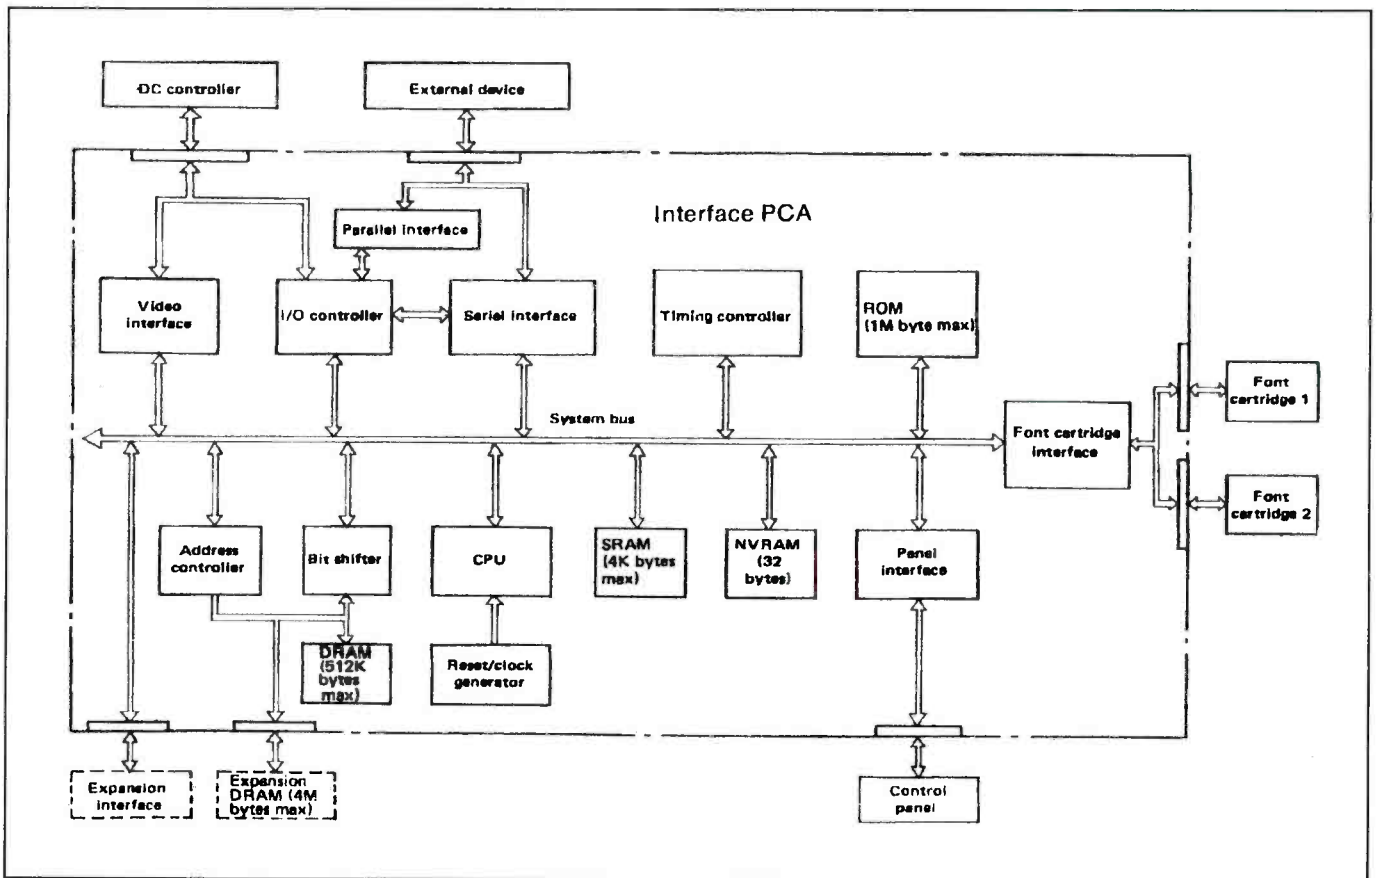 DC controller
External device
Interface PCA
Parallel interface
Video
interface
I/O controller
Serial interface
Timing controller
ROM
(1M byte max)
Font
cartridge 1
System bus
Font cartridge
interface
Font
cartridge 2
Address
controller
Bit shifter
CPU
SRAM
(4K bytes
max)
NVRAM
(32
bytes)
Panel
interface
DRAM
(512K
bytes
max)
Reset/clock
generator
Expansion
interface
Expansion
DRAM (4M
bytes max)
Control
panel